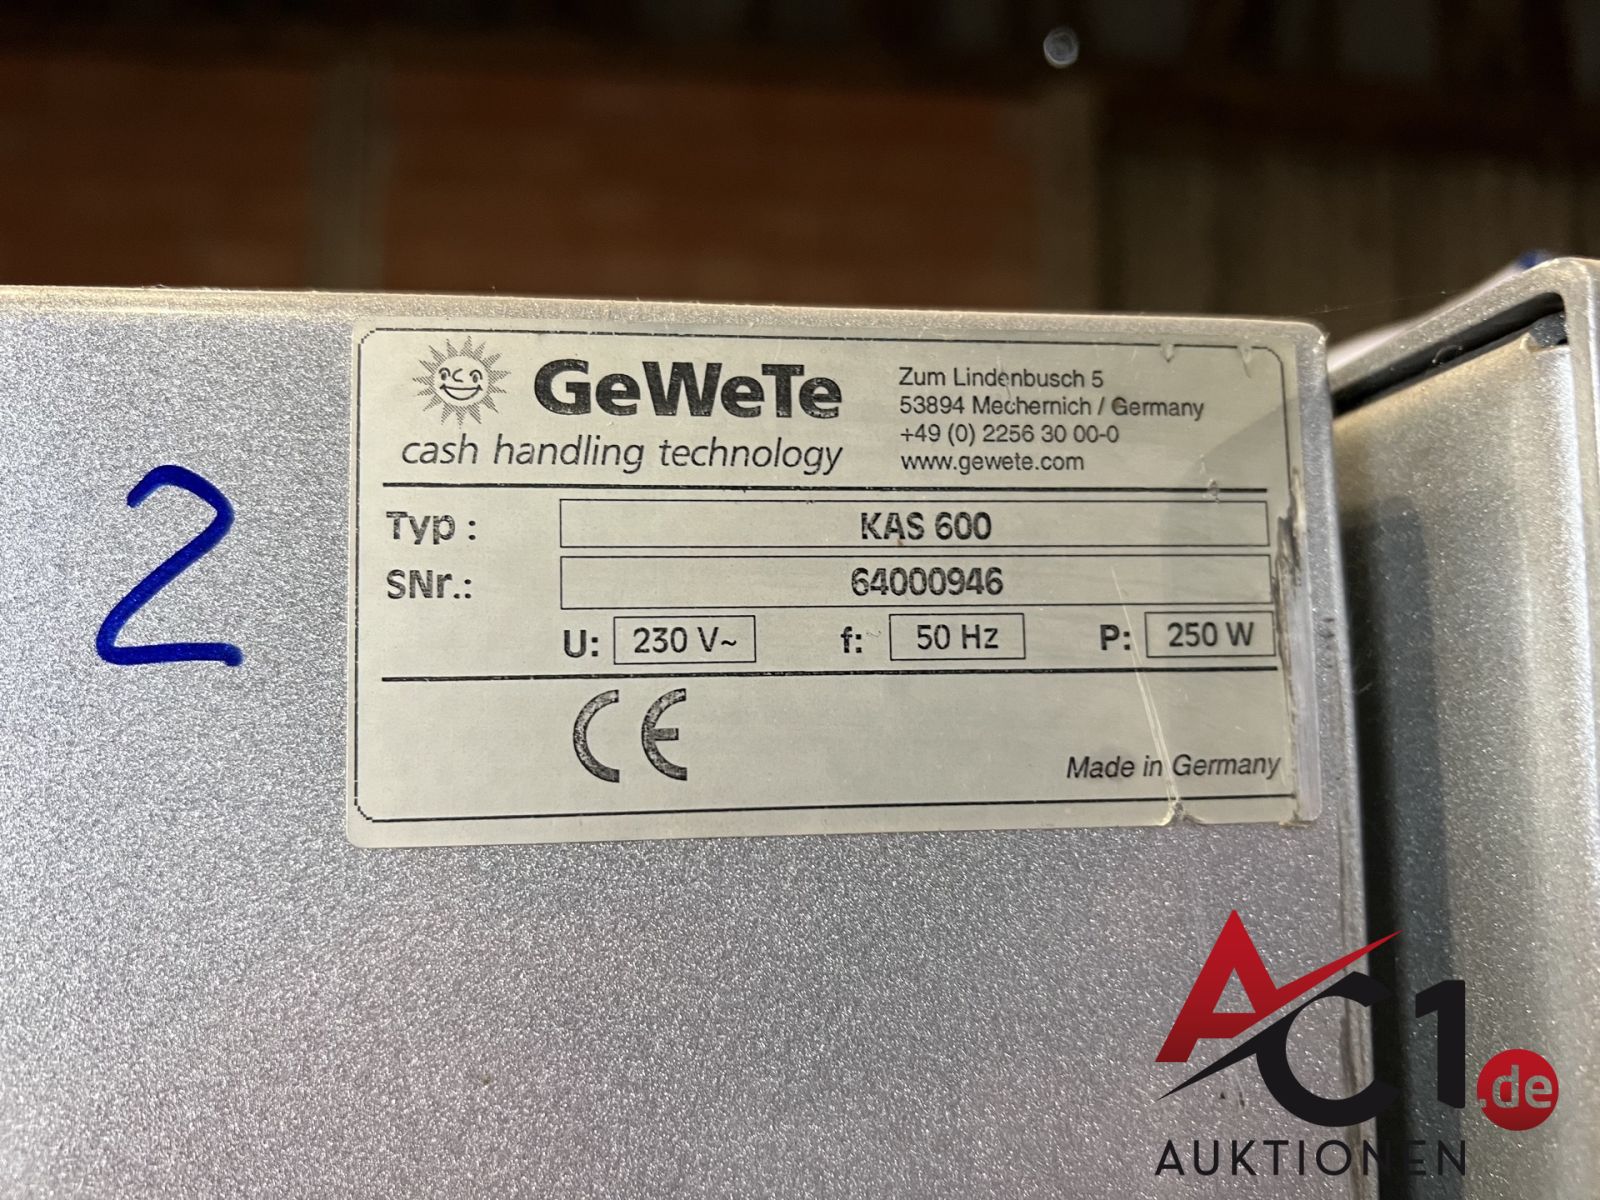 GeWeTe
cash handling technology
Zum Lindenbusch 5
53894 Mechernich / Germany
+49 (0) 2256 30 00-0
www.gewete.com
Typ : KAS 600
SNr.: 64000946
U: 230 V~ f: 50 Hz P: 250 W
CE
Made in Germany
2
AC1.de
AUKTIONEN